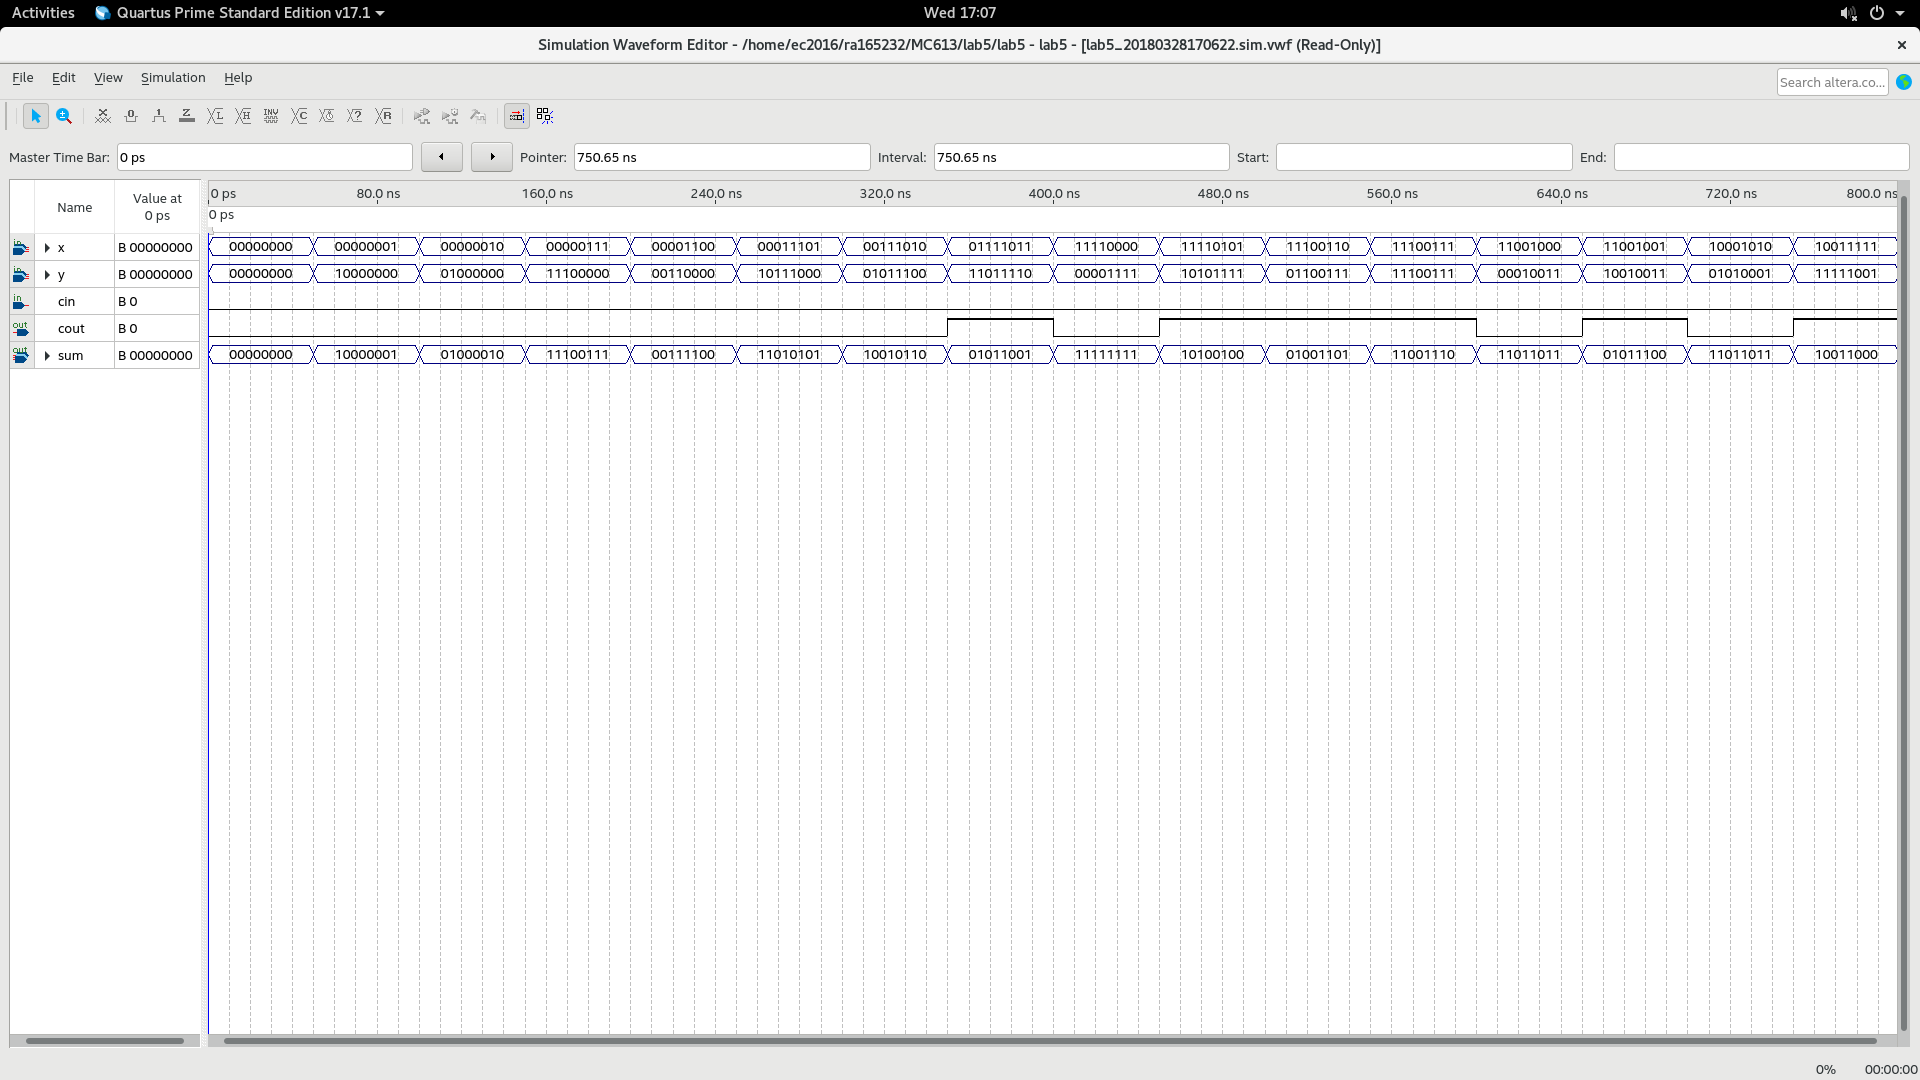 Activities Quartus Prime Standard Edition v17.1 Wed 17:07
Simulation Waveform Editor - /home/ec2016/ra165232/MC613/lab5/lab5 - lab5 - [lab5_20180328170622.sim.vwf (Read-Only)]
File Edit View Simulation Help Search altera.co...
Master Time Bar: 0 ps Pointer: 750.65 ns Interval: 750.65 ns Start: End:
Name Value at 0 ps
0 ps 80.0 ns 160.0 ns 240.0 ns 320.0 ns 400.0 ns 480.0 ns 560.0 ns 640.0 ns 720.0 ns 800.0 ns
0 ps
x B 00000000 00000000 00000001 00000010 00000111 00001100 00011101 00111010 01111011 11110000 11110101 11100110 11100111 11001000 11001001 10001010 10011111
y B 00000000 00000000 10000000 01000000 11100000 00110000 10111000 01011100 11011110 00001111 10101111 01100111 11100111 00010011 10010011 01010001 11111001
cin B 0
cout B 0
sum B 00000000 00000000 10000001 01000010 11100111 00111100 11010101 10010110 01011001 11111111 10100100 01001101 11001110 11011011 01011100 11011011 10011000
0% 00:00:00